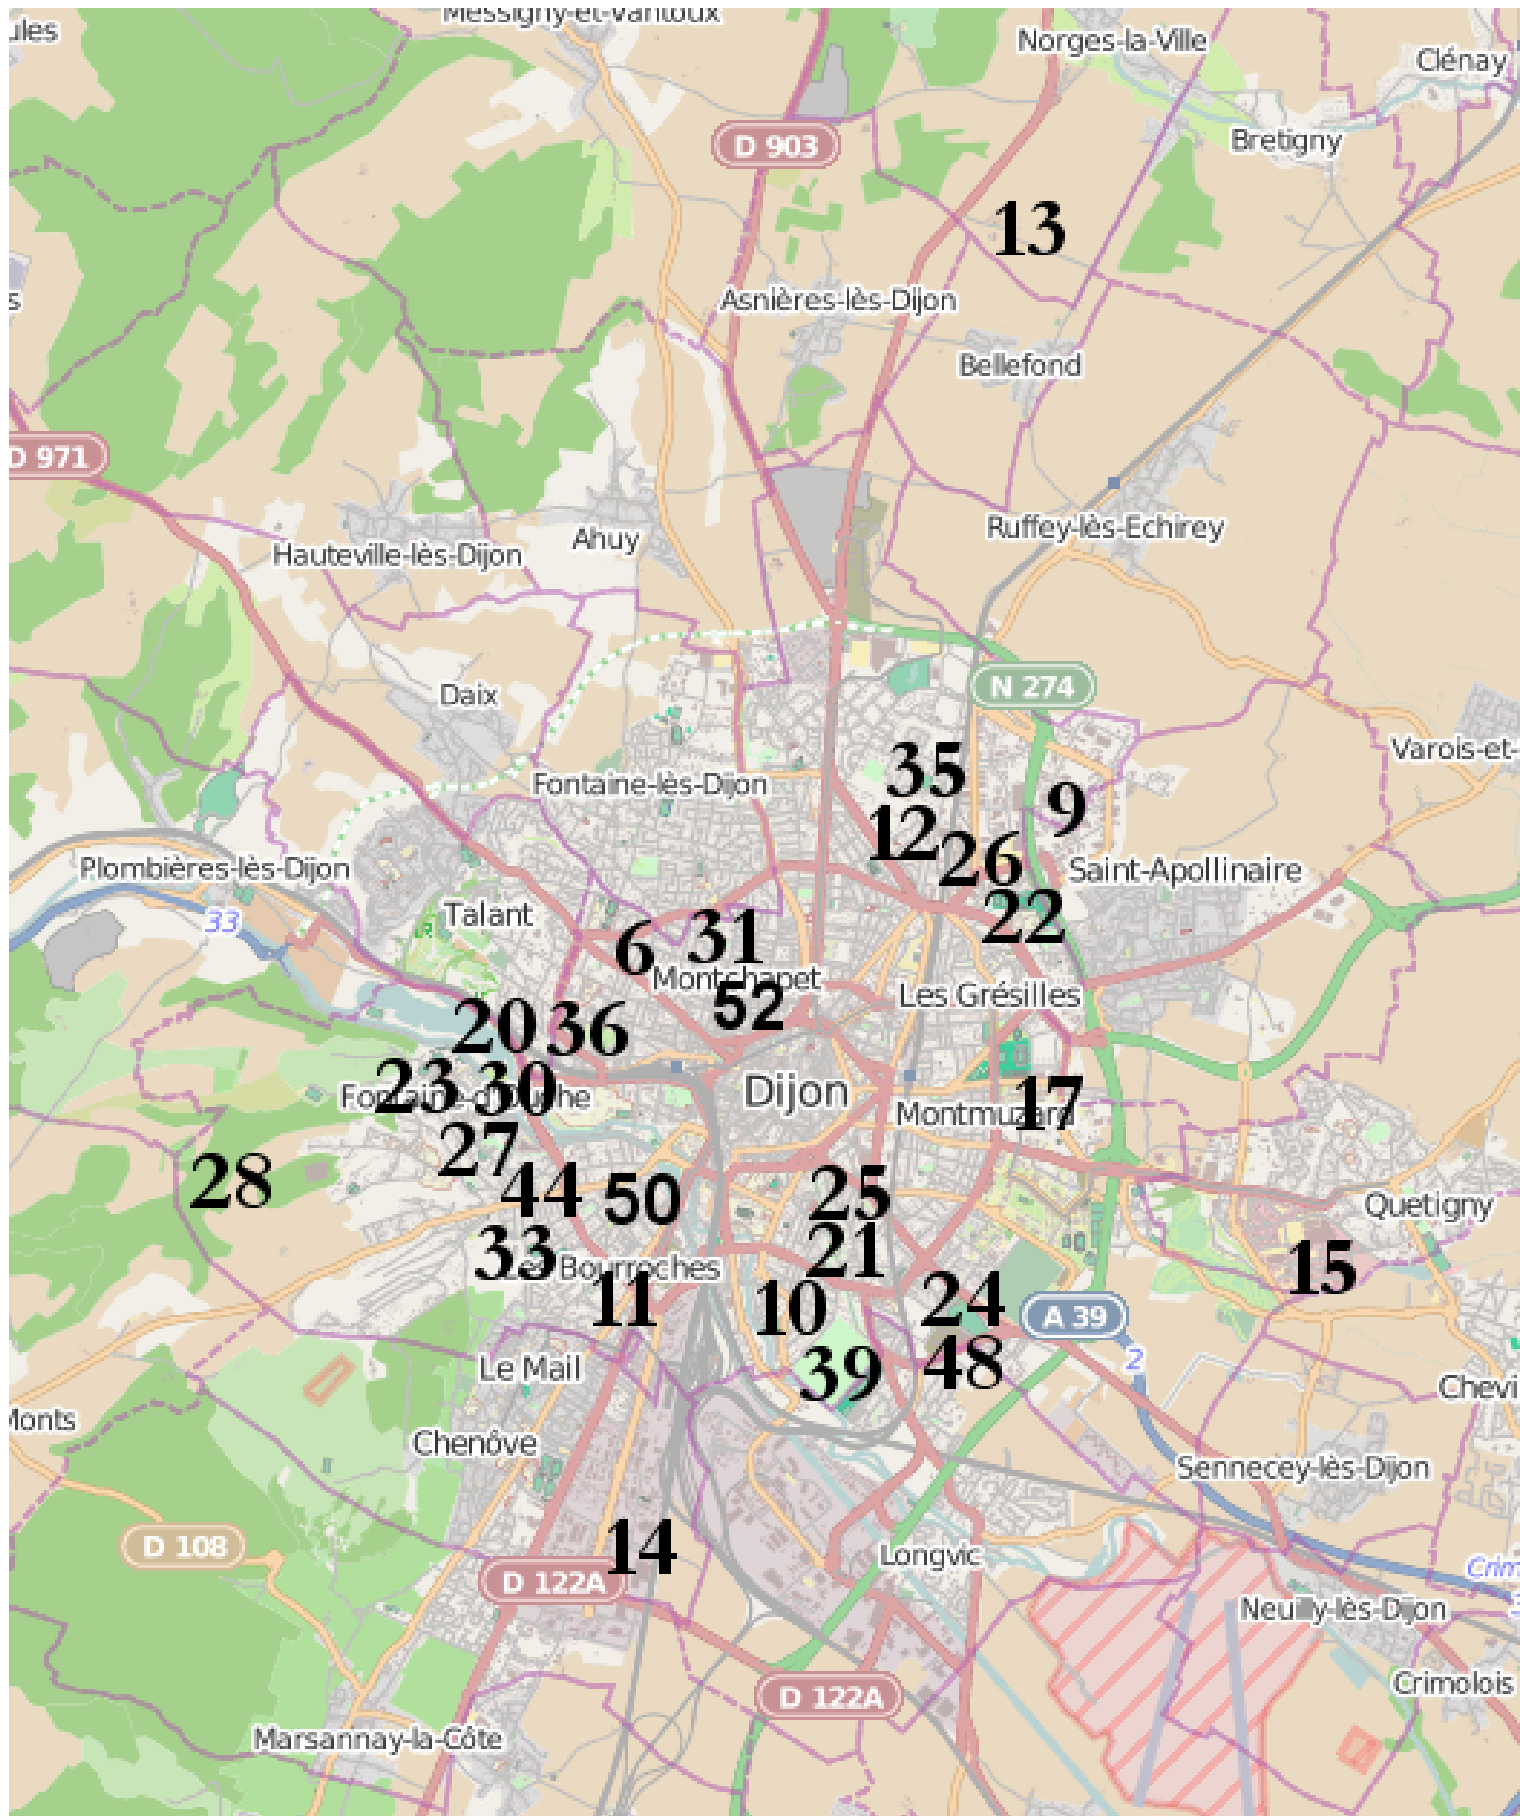 Messigny-et-Vantoux
Norges-la-Ville
Clénay
Bretigny
D 903
13
Asnières-lès-Dijon
Bellefond
D 971
Ruffey-lès-Echirey
Ahuy
Hauteville-lès-Dijon
N 274
Daix
Varois-et-
35
Fontaine-lès-Dijon
9
12
26
Plombières-lès-Dijon
Saint-Apollinaire
Talant
33
22
6
31
Montchapet
Les Grésilles
52
20
36
23
30
Fontaine-d'Ouche
Dijon
Montmuzard
17
27
28
44
50
25
Quetigny
33
Les Bourroches
21
15
11
10
24
A 39
2
Le Mail
39
48
Chevi
Monts
Chenôve
Sennecey-lès-Dijon
D 108
14
Longvic
Crim
D 122A
Neuilly-lès-Dijon
Crimolois
D 122A
Marsannay-la-Côte